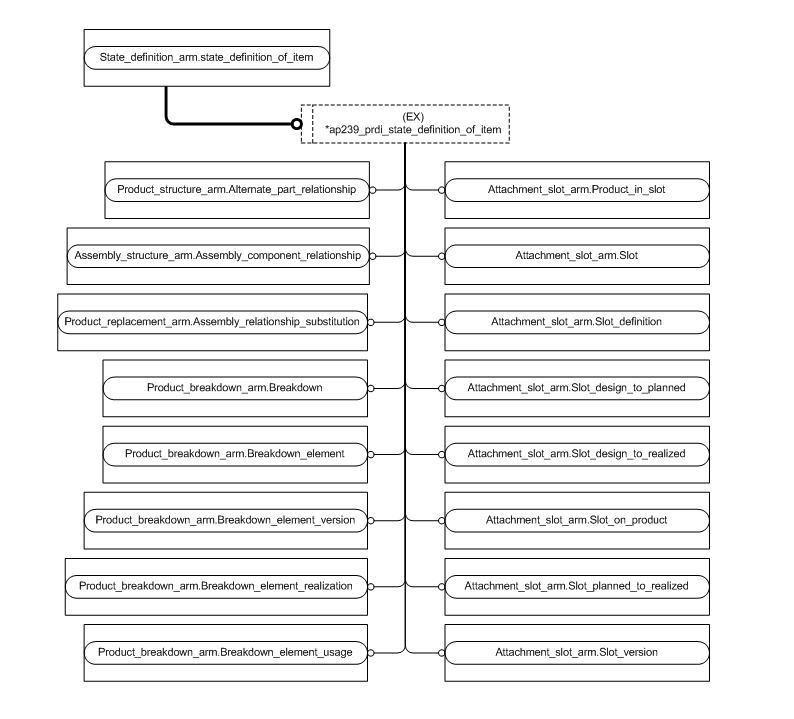 State_definition_arm.state_definition_of_item
(EX)
*ap239_prdi_state_definition_of_item
Product_structure_arm.Alternate_part_relationship
Attachment_slot_arm.Product_in_slot
Assembly_structure_arm.Assembly_component_relationship
Attachment_slot_arm.Slot
Product_replacement_arm.Assembly_relationship_substitution
Attachment_slot_arm.Slot_definition
Product_breakdown_arm.Breakdown
Attachment_slot_arm.Slot_design_to_planned
Product_breakdown_arm.Breakdown_element
Attachment_slot_arm.Slot_design_to_realized
Product_breakdown_arm.Breakdown_element_version
Attachment_slot_arm.Slot_on_product
Product_breakdown_arm.Breakdown_element_realization
Attachment_slot_arm.Slot_planned_to_realized
Product_breakdown_arm.Breakdown_element_usage
Attachment_slot_arm.Slot_version